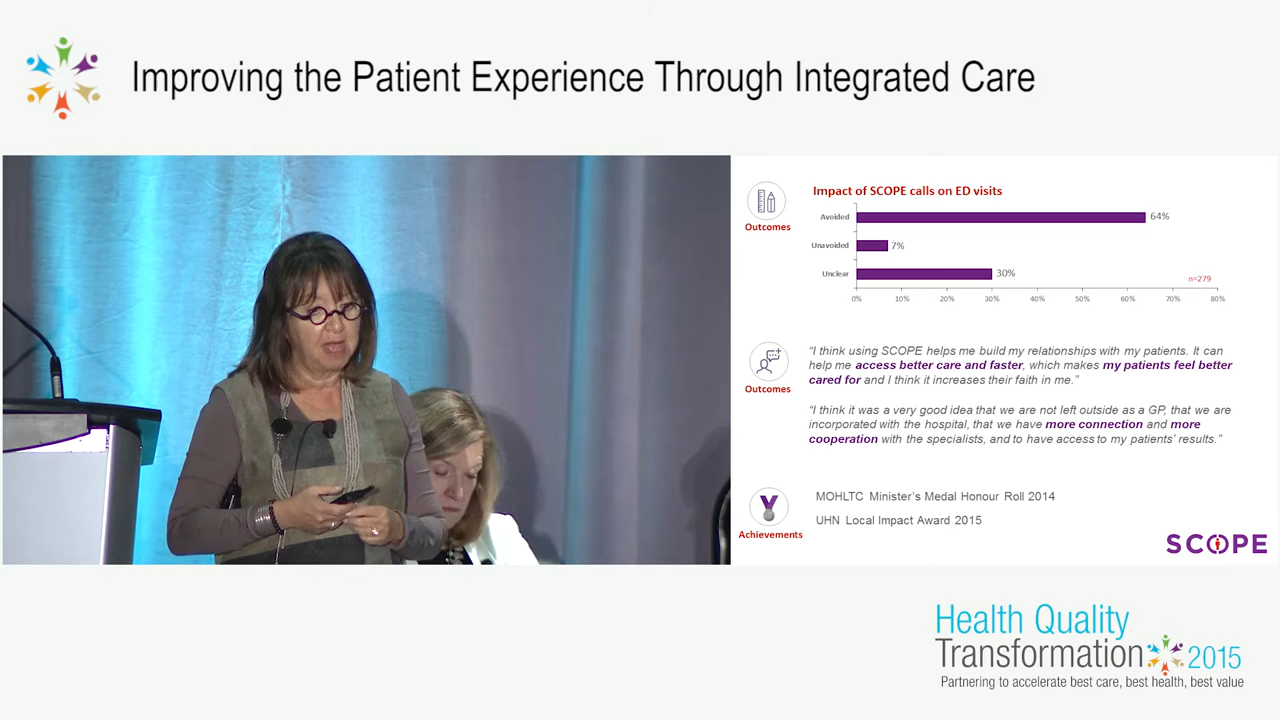 Improving the Patient Experience Through Integrated Care
Impact of SCOPE calls on ED visits
Outcomes
Avoided 64%
Unavoided 7%
Unclear 30%
n=279
0% 10% 20% 30% 40% 50% 60% 70% 80%
“I think using SCOPE helps me build my relationships with my patients. It can
help me access better care and faster, which makes my patients feel better
cared for and I think it increases their faith in me.”
Outcomes
“I think it was a very good idea that we are not left outside as a GP, that we are
incorporated with the hospital, that we have more connection and more
cooperation with the specialists, and to have access to my patients’ results.”
MOHLTC Minister’s Medal Honour Roll 2014
UHN Local Impact Award 2015
Achievements
SCOPE
Health Quality
Transformation 2015
Partnering to accelerate best care, best health, best value